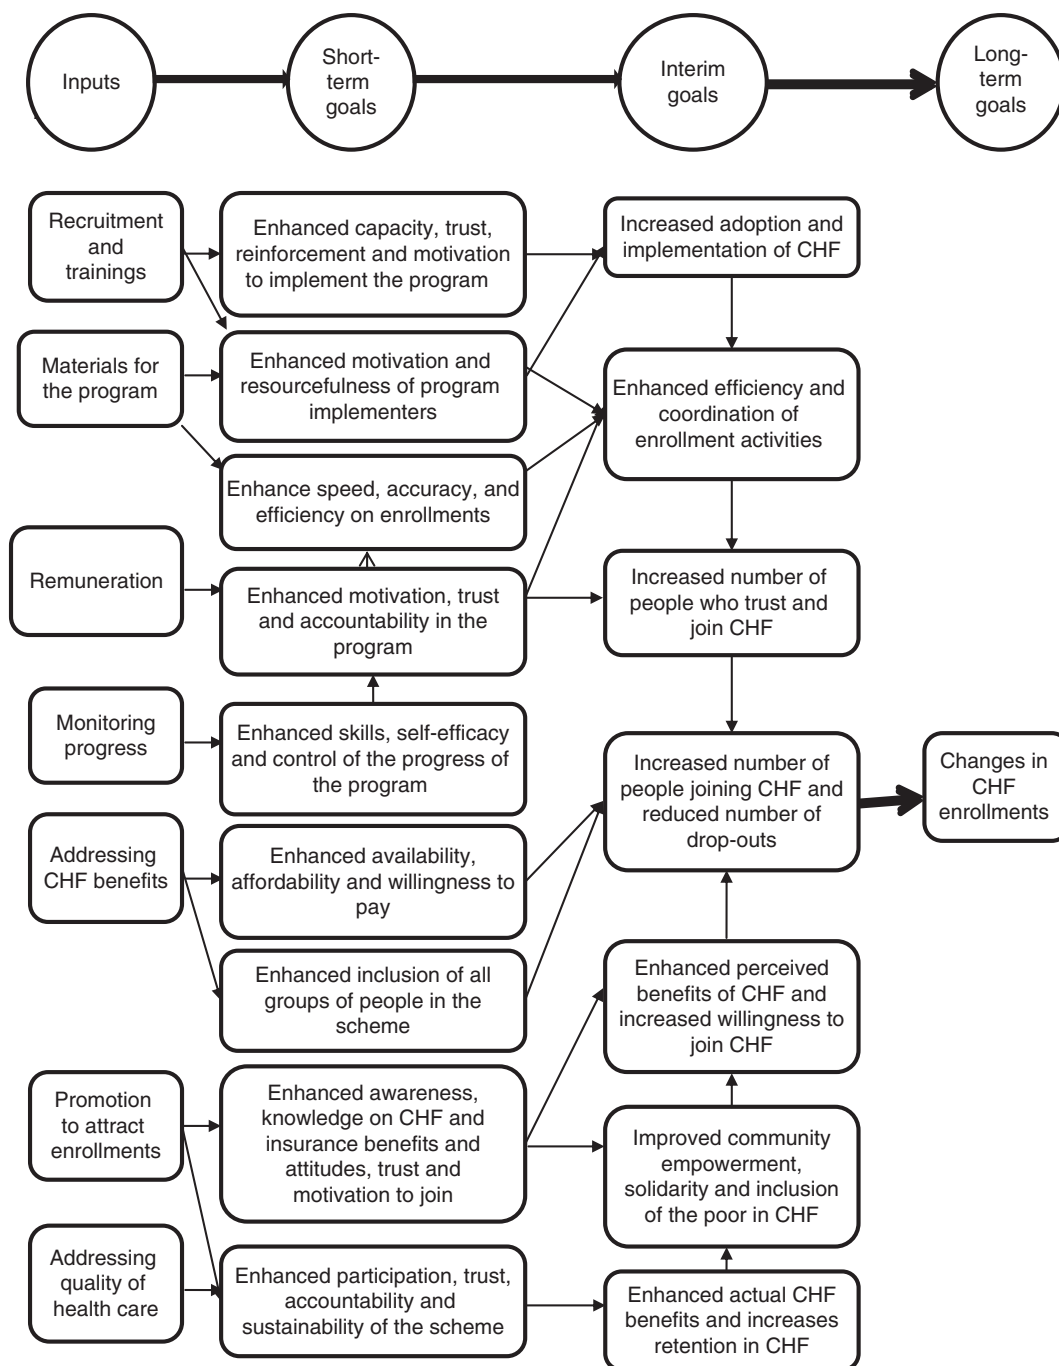 Inputs
Short-
term
goals
Interim
goals
Long-
term
goals
Recruitment
and
trainings
Enhanced capacity, trust,
reinforcement and motivation
to implement the program
Increased adoption and
implementation of CHF
Materials for
the program
Enhanced motivation and
resourcefulness of program
implementers
Enhanced efficiency and
coordination of
enrollment activities
Enhance speed, accuracy, and
efficiency on enrollments
Remuneration
Enhanced motivation, trust
and accountability in the
program
Increased number of
people who trust and
join CHF
Monitoring
progress
Enhanced skills, self-efficacy
and control of the progress of
the program
Increased number of
people joining CHF and
reduced number of
drop-outs
Changes in
CHF
enrollments
Addressing
CHF benefits
Enhanced availability,
affordability and willingness to
pay
Enhanced inclusion of all
groups of people in the
scheme
Enhanced perceived
benefits of CHF and
increased willingness to
join CHF
Promotion
to attract
enrollments
Enhanced awareness,
knowledge on CHF and
insurance benefits and
attitudes, trust and
motivation to join
Improved community
empowerment,
solidarity and inclusion
of the poor in CHF
Addressing
quality of
health care
Enhanced participation, trust,
accountability and
sustainability of the scheme
Enhanced actual CHF
benefits and increases
retention in CHF